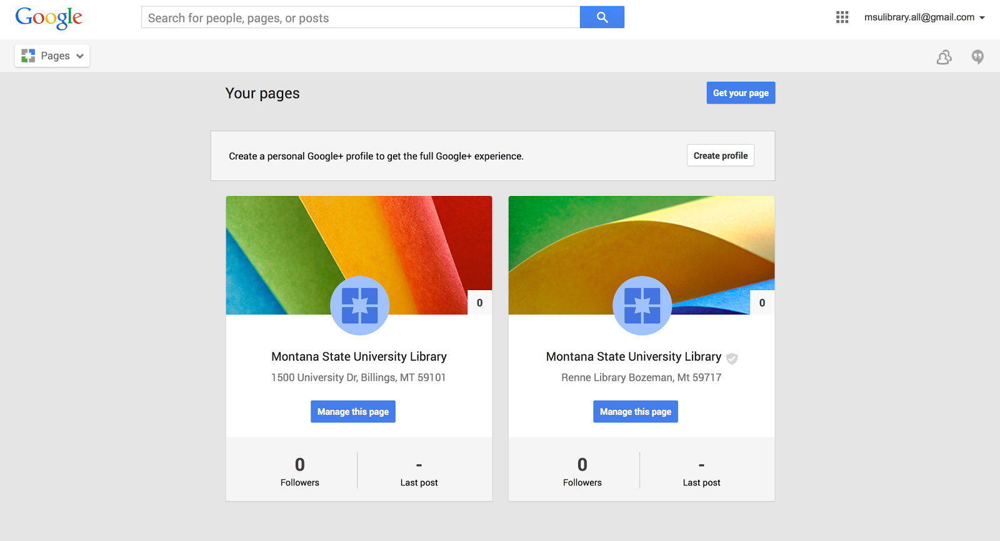 Google
Search for people, pages, or posts
msulibrary.all@gmail.com
Pages
Your pages
Get your page
Create a personal Google+ profile to get the full Google+ experience.
Create profile
0
Montana State University Library
1500 University Dr, Billings, MT 59101
Manage this page
0
Followers
-
Last post
0
Montana State University Library
Renne Library Bozeman, Mt 59717
Manage this page
0
Followers
-
Last post